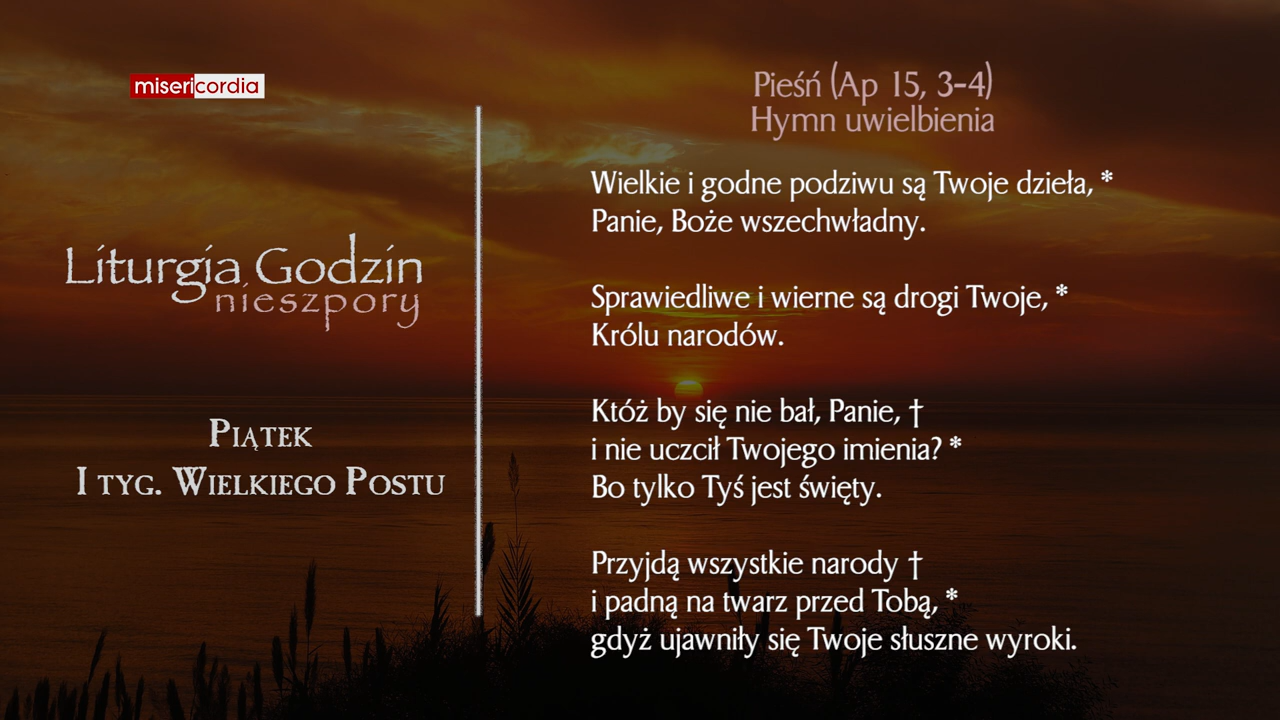 misericordia
Liturgia Godzin
nieszpory
Piątek
I tyg. Wielkiego Postu
Pieśń (Ap 15, 3-4)
Hymn uwielbienia
Wielkie i godne podziwu są Twoje dzieła, *
Panie, Boże wszechwładny.
Sprawiedliwe i wierne są drogi Twoje, *
Królu narodów.
Któż by się nie bał, Panie, †
i nie uczcił Twojego imienia? *
Bo tylko Tyś jest święty.
Przyjdą wszystkie narody †
i padną na twarz przed Tobą, *
gdyż ujawniły się Twoje słuszne wyroki.